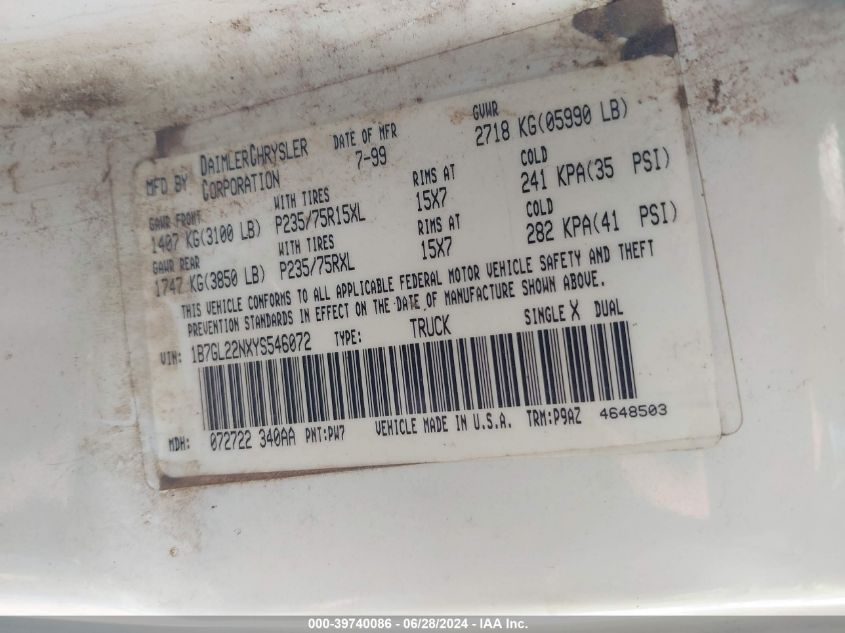 MFD BY DAIMLERCHRYSLER CORPORATION
DATE OF MFR 7-99
GVWR 2718 KG(05990 LB)
GAWR FRONT WITH TIRES RIMS AT COLD
1407 KG(3100 LB) P235/75R15XL 15X7 241 KPA(35 PSI)
GAWR REAR WITH TIRES RIMS AT COLD
1747 KG(3850 LB) P235/75RXL 15X7 282 KPA(41 PSI)
THIS VEHICLE CONFORMS TO ALL APPLICABLE FEDERAL MOTOR VEHICLE SAFETY AND THEFT
PREVENTION STANDARDS IN EFFECT ON THE DATE OF MANUFACTURE SHOWN ABOVE.
VIN: 1B7GL22NXYS546072 TYPE: TRUCK SINGLE X DUAL
MDH: 072722 340AA PNT:PW7 VEHICLE MADE IN U.S.A. TRM:P9AZ 4648503
000-39740086 / 06/28/2024 - IAA Inc.